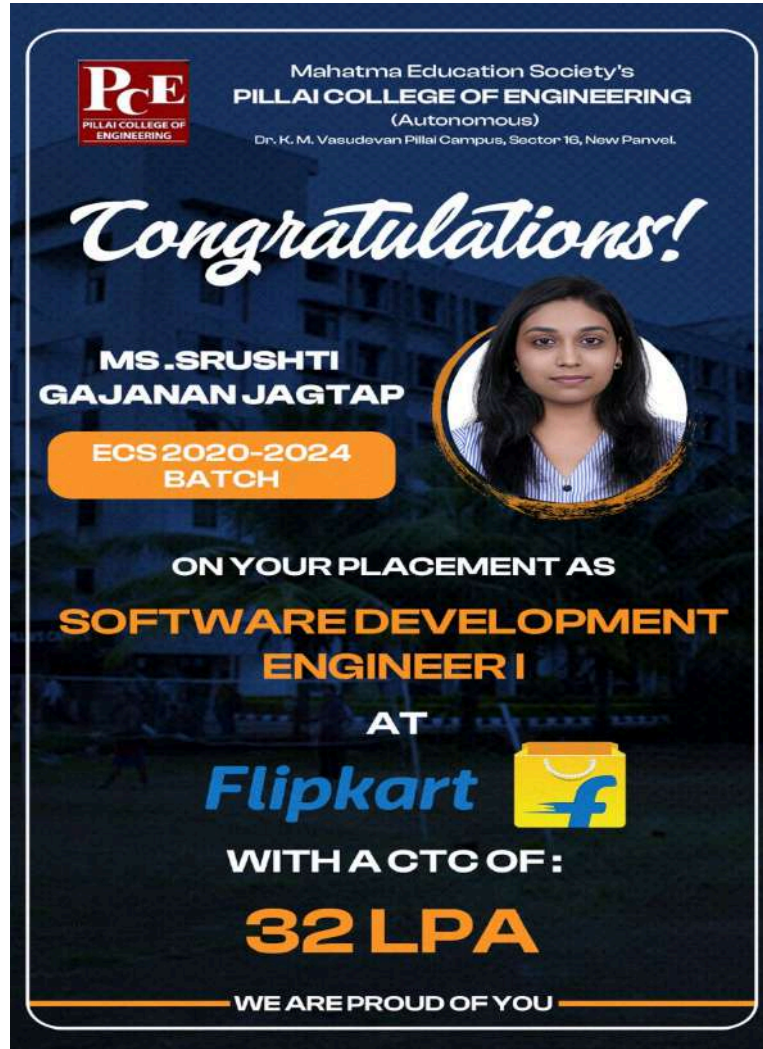 PCE
PILLAI COLLEGE OF
ENGINEERING
Mahatma Education Society's
PILLAI COLLEGE OF ENGINEERING
(Autonomous)
Dr. K. M. Vasudevan Pillai Campus, Sector 16, New Panvel.
Congratulations!
MS.SRUSHTI
GAJANAN JAGTAP
ECS 2020-2024
BATCH
ON YOUR PLACEMENT AS
SOFTWARE DEVELOPMENT
ENGINEER I
AT
Flipkart
f
WITH A CTC OF :
32 LPA
WE ARE PROUD OF YOU